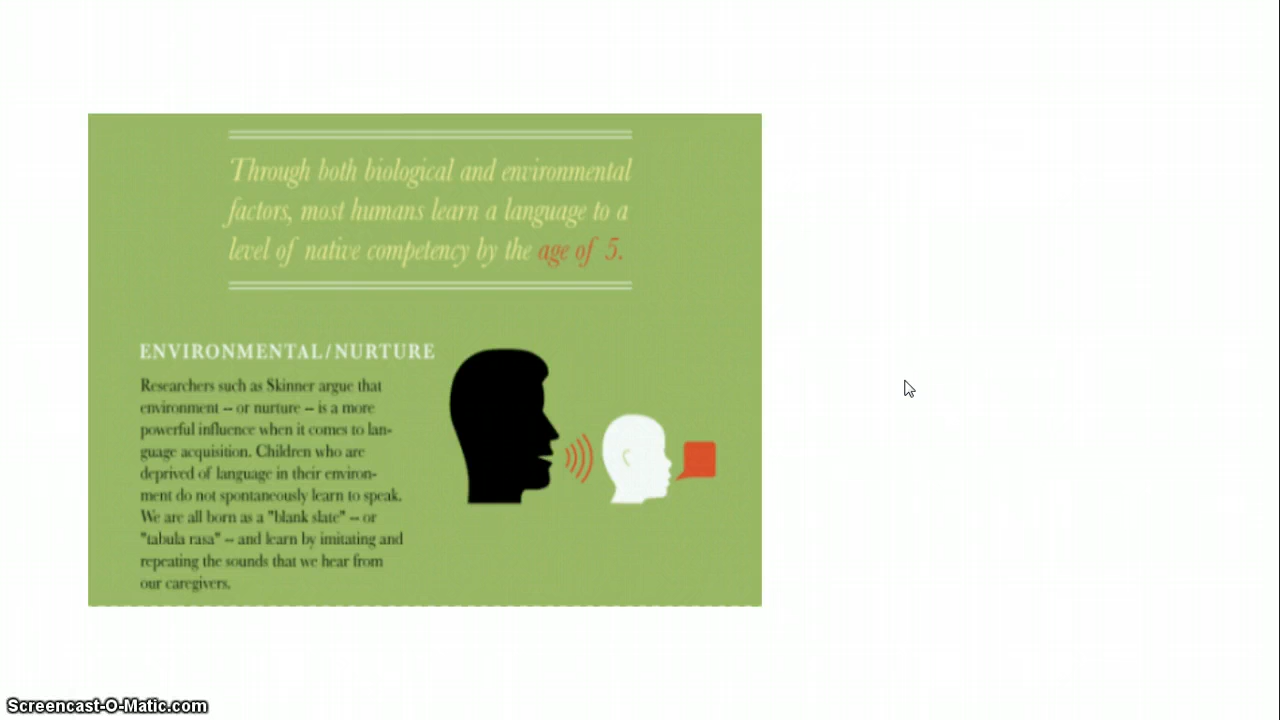 Through both biological and environmental
factors, most humans learn a language to a
level of native competency by the age of 5.
ENVIRONMENTAL/NURTURE
Researchers such as Skinner argue that
environment – or nurture – is a more
powerful influence when it comes to lan-
guage acquisition. Children who are
deprived of language in their environ-
ment do not spontaneously learn to speak.
We are all born as a "blank slate" – or
"tabula rasa" – and learn by imitating and
repeating the sounds that we hear from
our caregivers.
Screencast-O-Matic.com